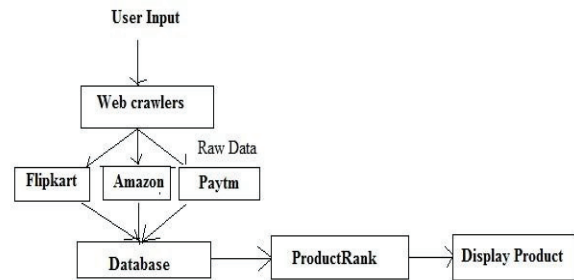 User Input
Web crawlers
Raw Data
Flipkart
Amazon
Paytm
Database
ProductRank
Display Product